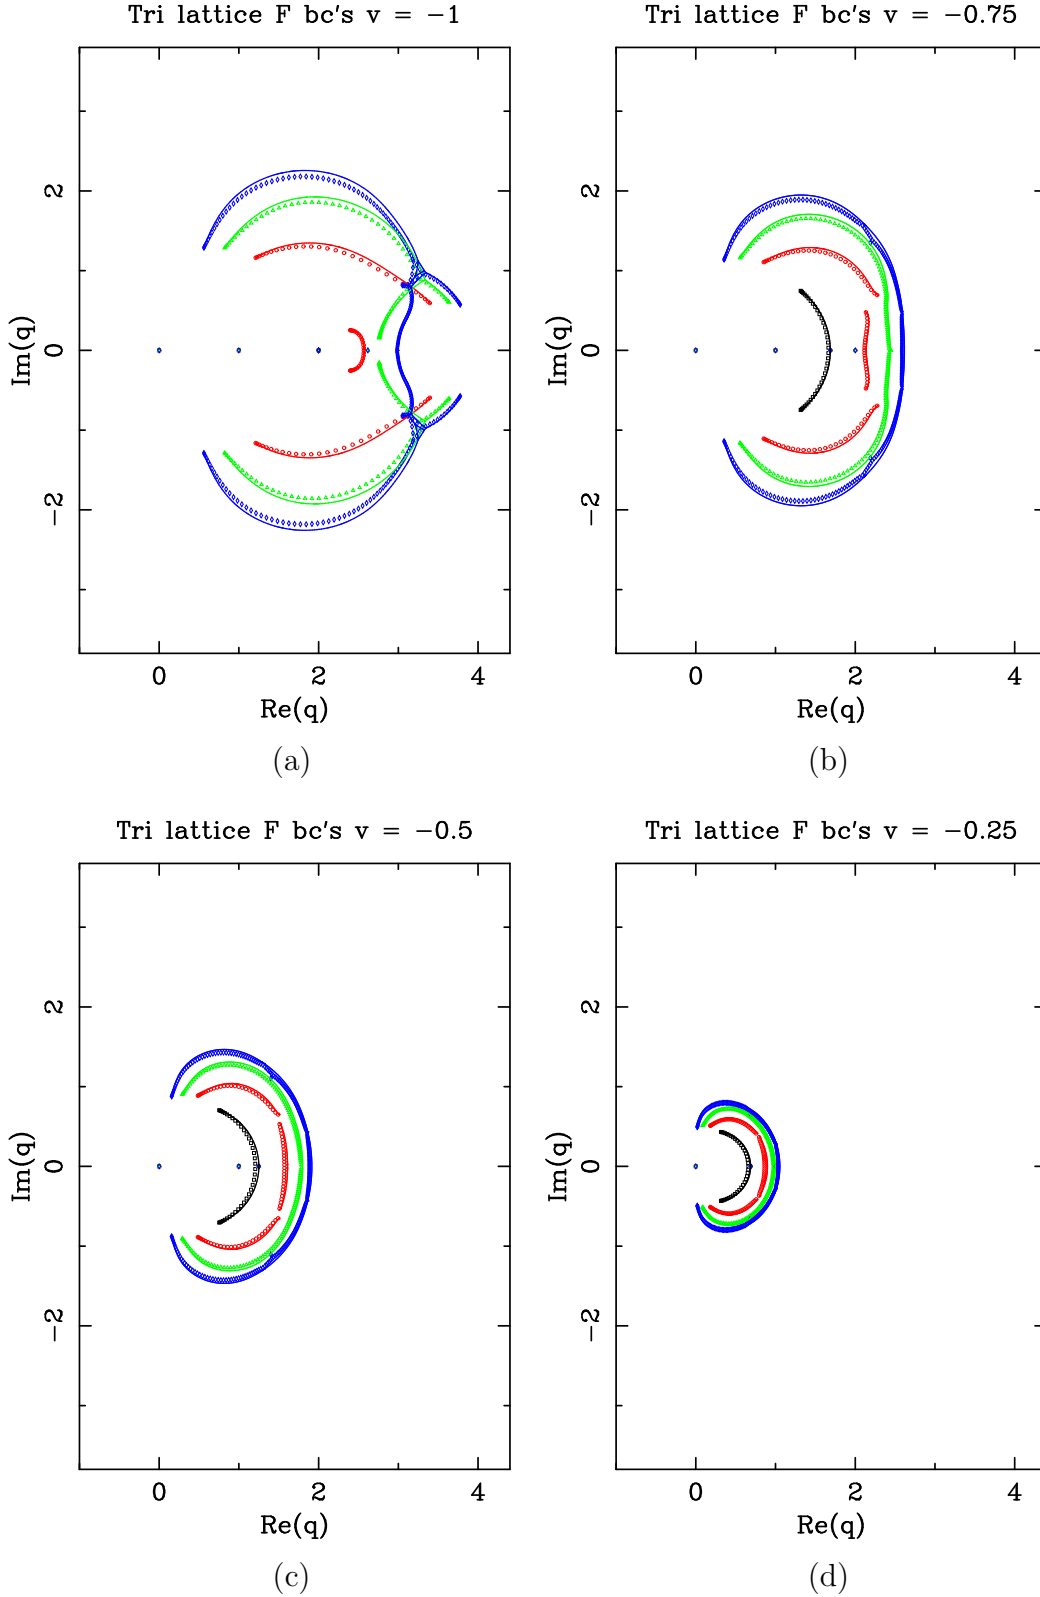 Tri lattice F bc's v = −1
Im(q)
2
0
−2
0 2 4
Re(q)
(a)
Tri lattice F bc's v = −0.75
Im(q)
2
0
−2
0 2 4
Re(q)
(b)
Tri lattice F bc's v = −0.5
Im(q)
2
0
−2
0 2 4
Re(q)
(c)
Tri lattice F bc's v = −0.25
Im(q)
2
0
−2
0 2 4
Re(q)
(d)